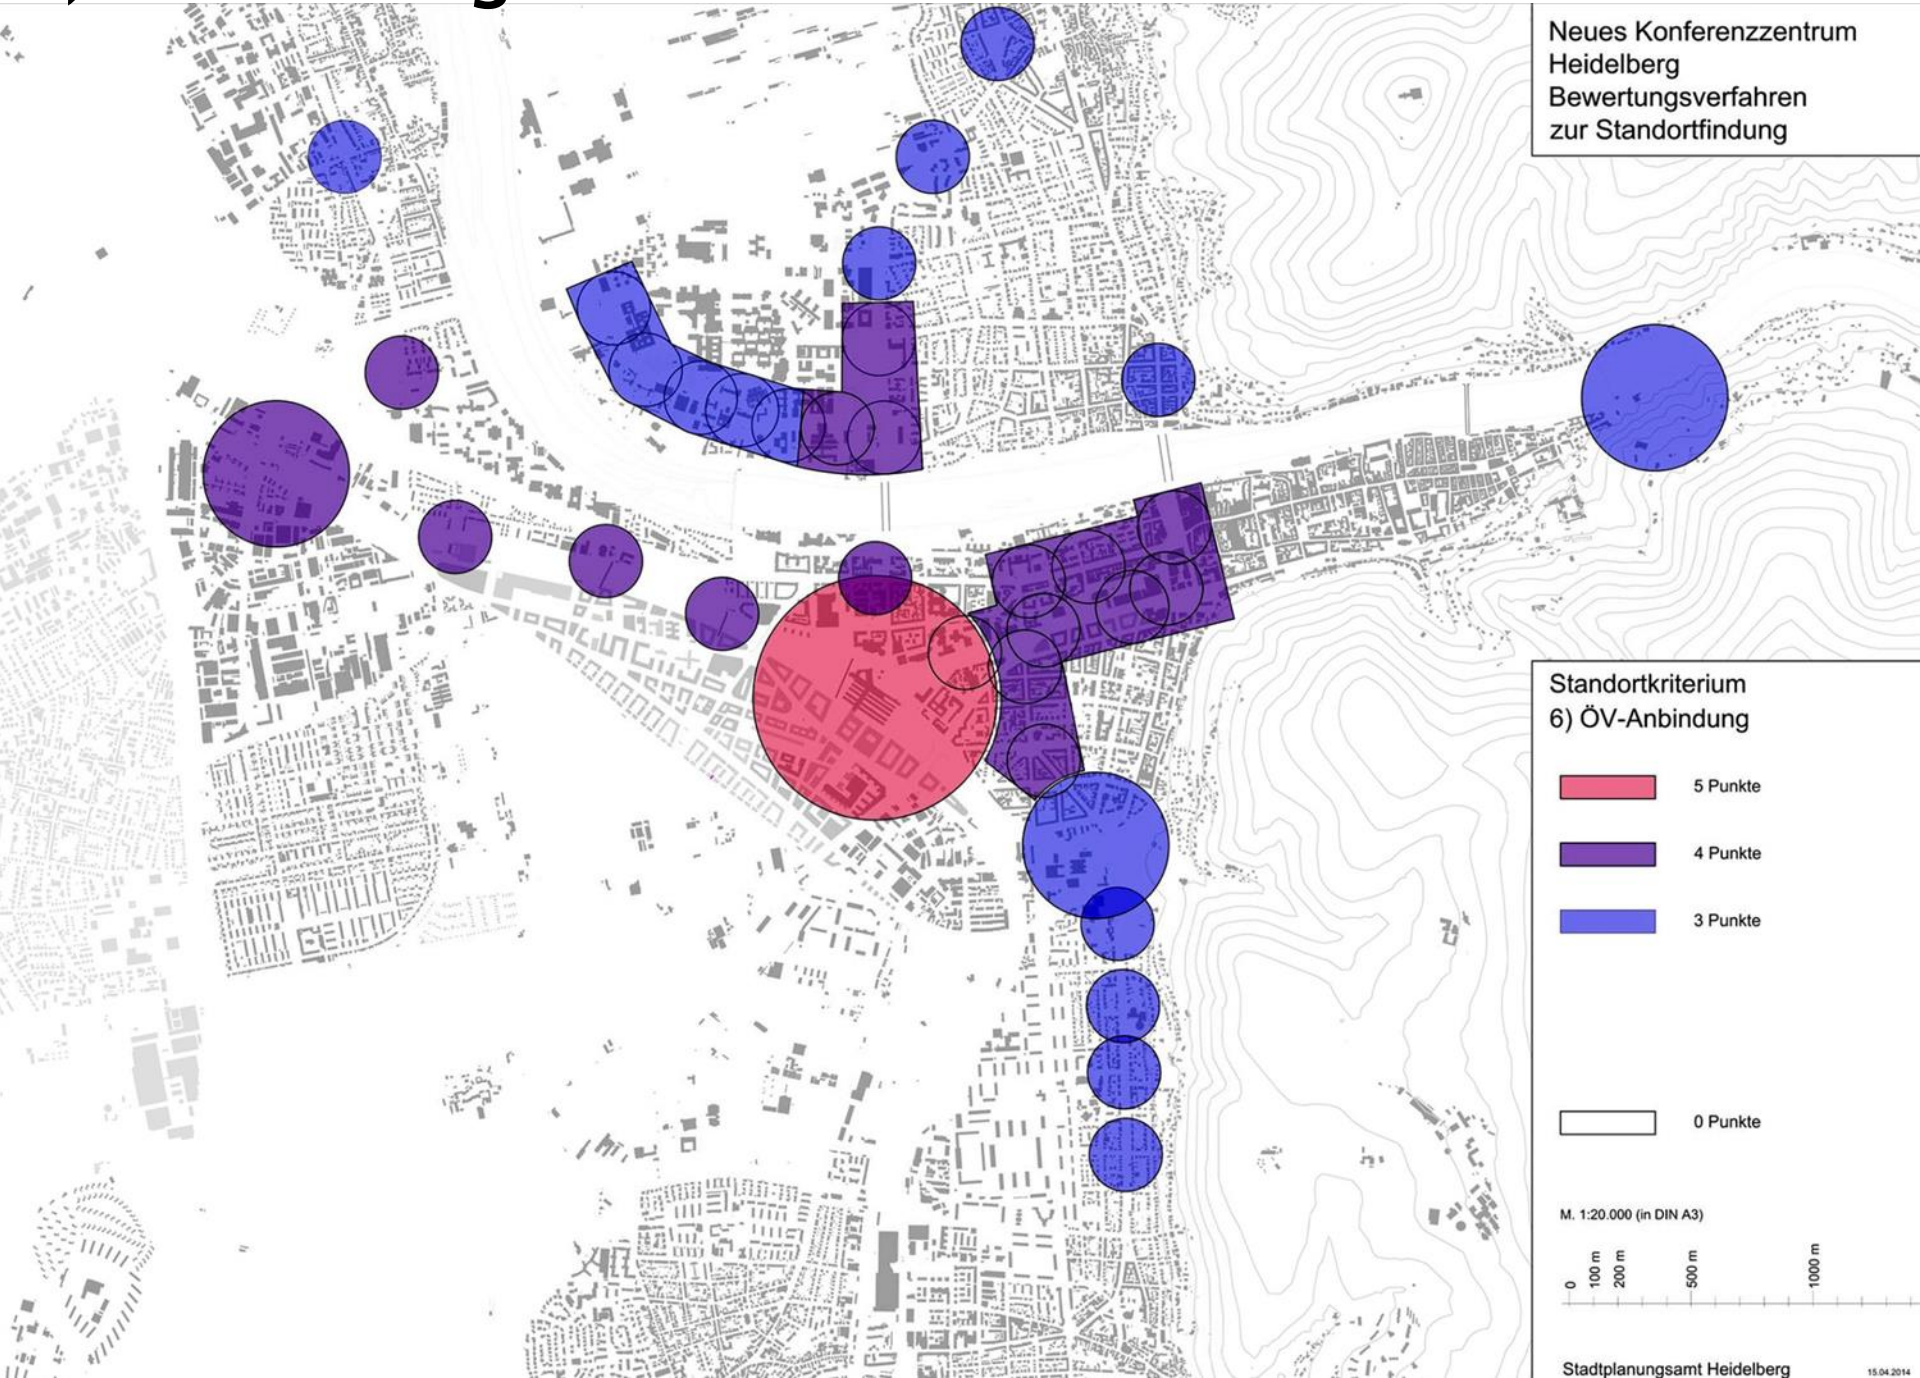 Neues Konferenzzentrum
Heidelberg
Bewertungsverfahren
zur Standortfindung
Standortkriterium
6) ÖV-Anbindung
5 Punkte
4 Punkte
3 Punkte
0 Punkte
M. 1:20.000 (in DIN A3)
0 100 m 200 m 500 m 1000 m
Stadtplanungsamt Heidelberg 15.04.2014